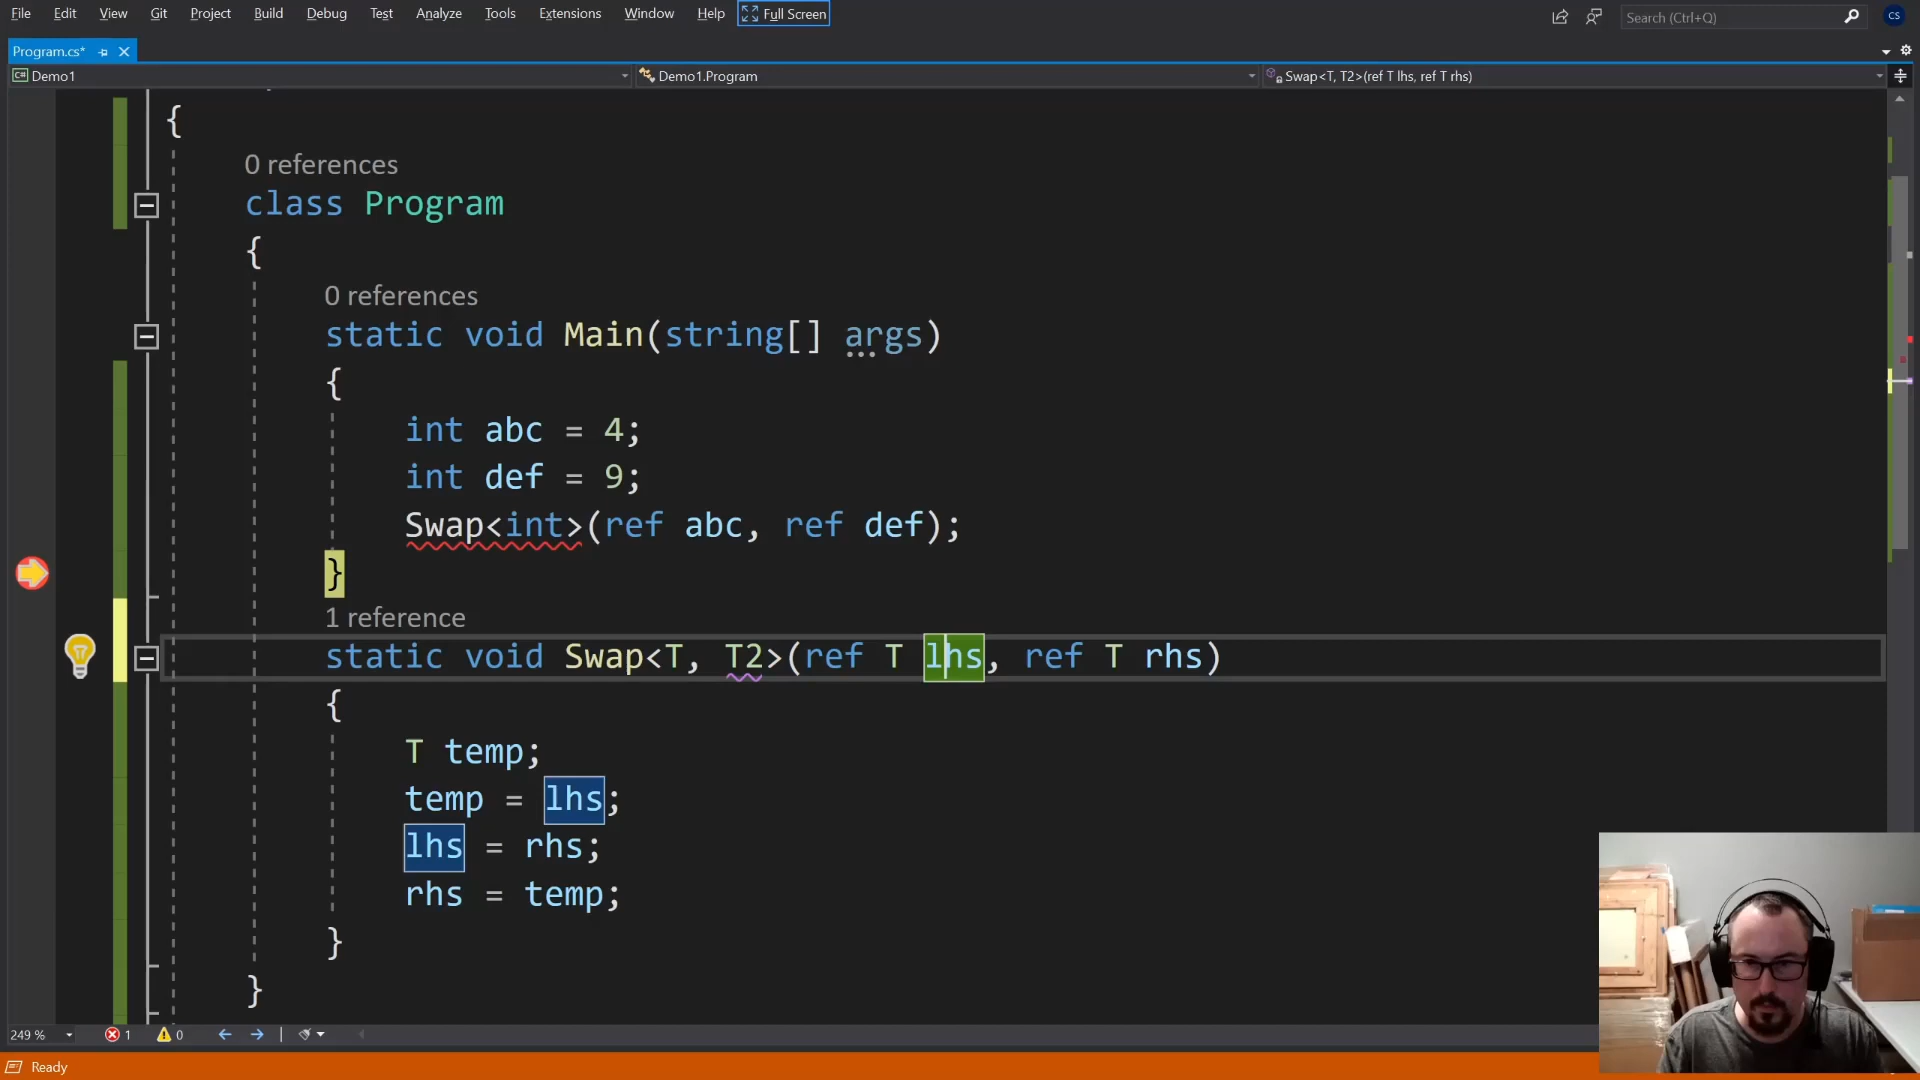 File Edit View Git Project Build Debug Test Analyze Tools Extensions Window Help Full Screen Search (Ctrl+Q) CS
Program.cs*
Demo1 Demo1.Program Swap<T, T2>(ref T lhs, ref T rhs)
{
0 references
class Program
{
0 references
static void Main(string[] args)
{
int abc = 4;
int def = 9;
Swap<int>(ref abc, ref def);
}
1 reference
static void Swap<T, T2>(ref T lhs, ref T rhs)
{
T temp;
temp = lhs;
lhs = rhs;
rhs = temp;
}
}
249 % 1 0
Ready